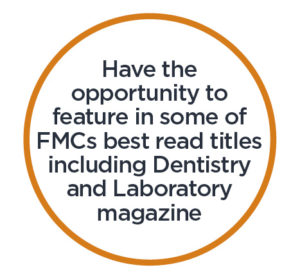 Have the
opportunity to
feature in some of
FMCs best read titles
including Dentistry
and Laboratory
magazine